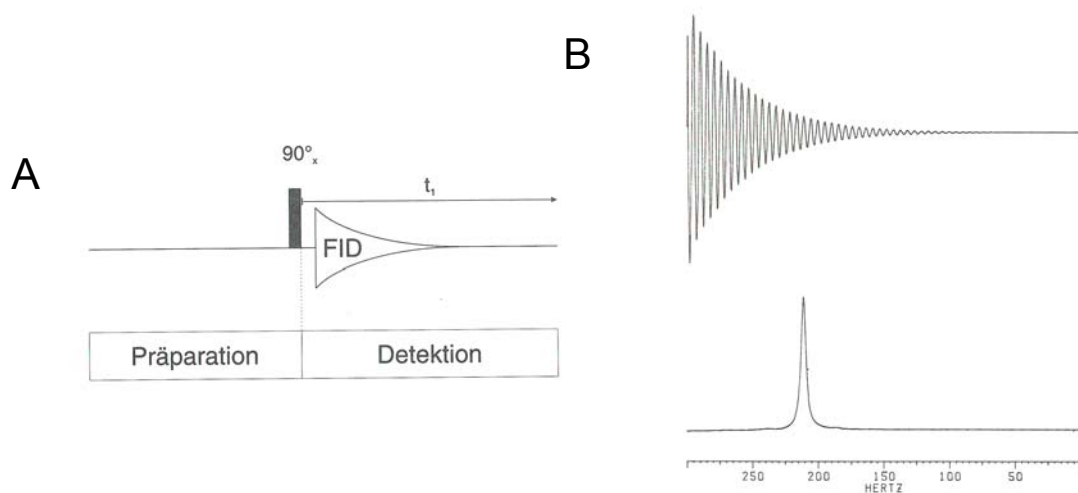 A
90°ₓ
t₁
FID
Präparation Detektion
B
250 200 150 100 50
HERTZ